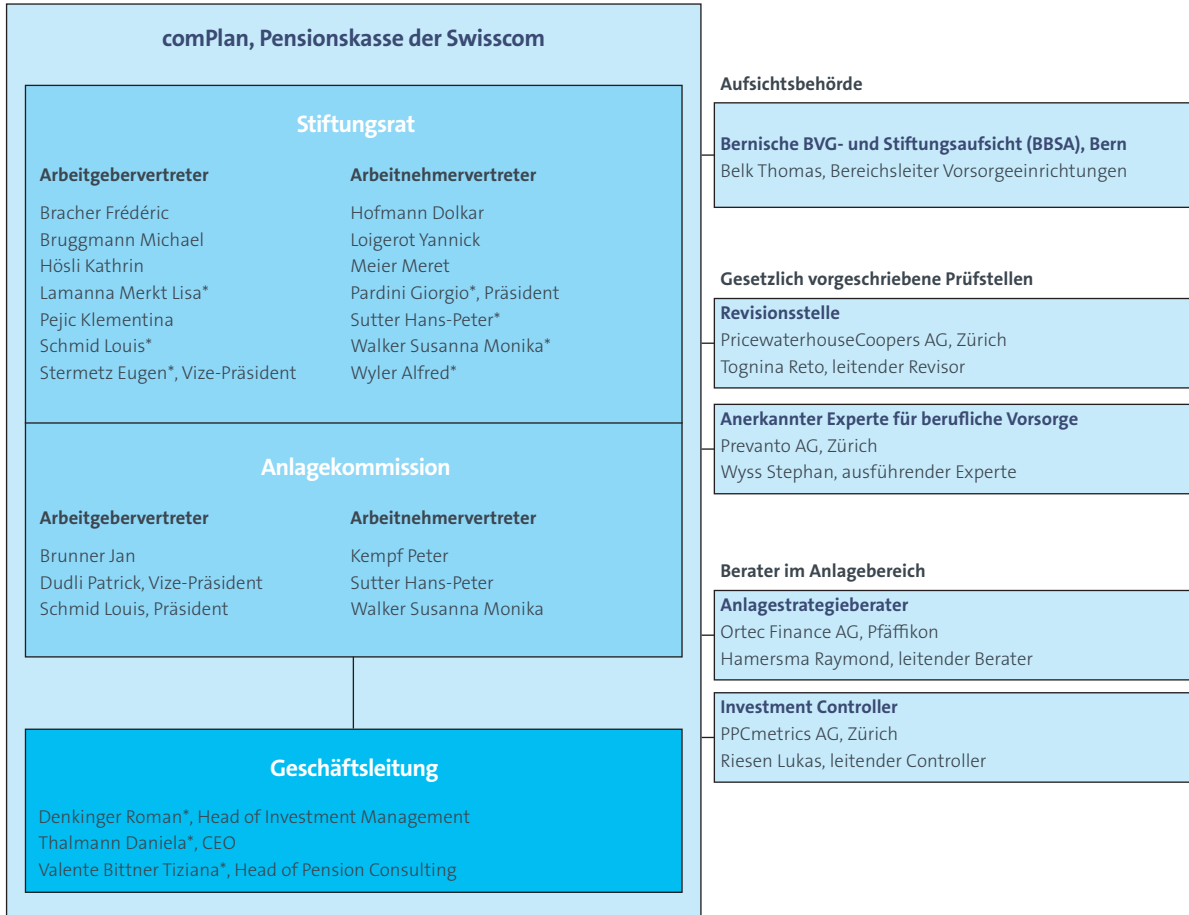 comPlan, Pensionskasse der Swisscom
Stiftungsrat
Arbeitgebervertreter
Bracher Frédéric
Bruggmann Michael
Hösli Kathrin
Lamanna Merkt Lisa*
Pejic Klementina
Schmid Louis*
Stermetz Eugen*, Vize-Präsident
Arbeitnehmervertreter
Hofmann Dolkar
Loigerot Yannick
Meier Meret
Pardini Giorgio*, Präsident
Sutter Hans-Peter*
Walker Susanna Monika*
Wyler Alfred*
Anlagekommission
Arbeitgebervertreter
Brunner Jan
Dudli Patrick, Vize-Präsident
Schmid Louis, Präsident
Arbeitnehmervertreter
Kempf Peter
Sutter Hans-Peter
Walker Susanna Monika
Geschäftsleitung
Denkinger Roman*, Head of Investment Management
Thalmann Daniela*, CEO
Valente Bittner Tiziana*, Head of Pension Consulting
Aufsichtsbehörde
Bernische BVG- und Stiftungsaufsicht (BBSA), Bern
Belk Thomas, Bereichsleiter Vorsorgeeinrichtungen
Gesetzlich vorgeschriebene Prüfstellen
Revisionsstelle
PricewaterhouseCoopers AG, Zürich
Tognina Reto, leitender Revisor
Anerkannter Experte für berufliche Vorsorge
Prevanto AG, Zürich
Wyss Stephan, ausführender Experte
Berater im Anlagebereich
Anlagestrategieberater
Ortec Finance AG, Pfäffikon
Hamersma Raymond, leitender Berater
Investment Controller
PPCmetrics AG, Zürich
Riesen Lukas, leitender Controller